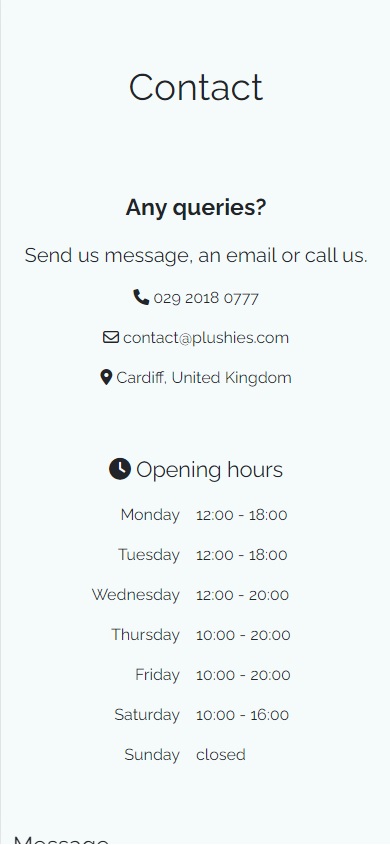 Contact
Any queries?
Send us message, an email or call us.
029 2018 0777
contact@plushies.com
Cardiff, United Kingdom
Opening hours
Monday 12:00 - 18:00
Tuesday 12:00 - 18:00
Wednesday 12:00 - 20:00
Thursday 10:00 - 20:00
Friday 10:00 - 20:00
Saturday 10:00 - 16:00
Sunday closed
Message